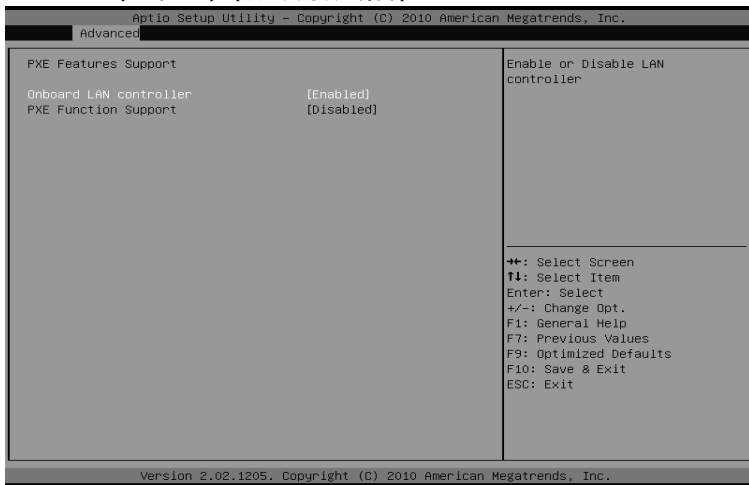 Aptio Setup Utility – Copyright (C) 2010 American Megatrends, Inc.
Advanced
PXE Features Support
Onboard LAN controller [Enabled]
PXE Function Support [Disabled]
Enable or Disable LAN
controller
→←: Select Screen
↑↓: Select Item
Enter: Select
+/-: Change Opt.
F1: General Help
F7: Previous Values
F9: Optimized Defaults
F10: Save & Exit
ESC: Exit
Version 2.02.1205. Copyright (C) 2010 American Megatrends, Inc.